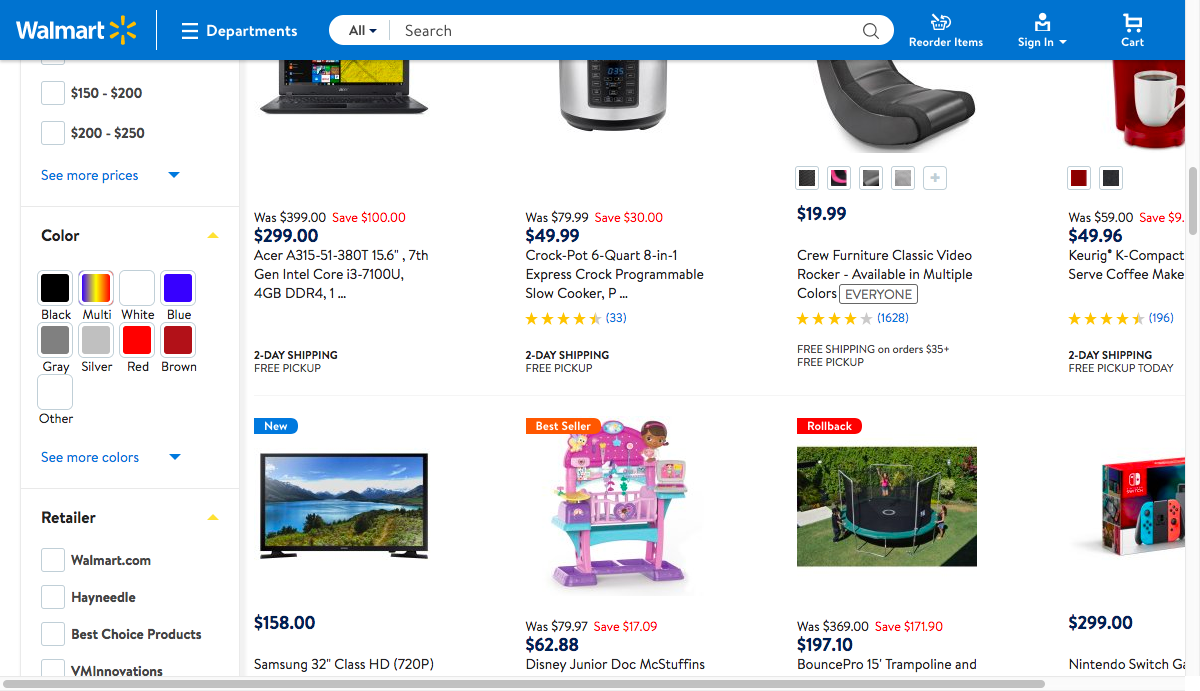 Walmart
Departments
All
Search
Reorder Items
Sign In
Cart
$150 - $200
$200 - $250
See more prices
Color
Black
Multi
White
Blue
Gray
Silver
Red
Brown
Other
See more colors
Retailer
Walmart.com
Hayneedle
Best Choice Products
VMInnovations
Was $399.00 Save $100.00
$299.00
Acer A315-51-380T 15.6" , 7th
Gen Intel Core i3-7100U,
4GB DDR4, 1 ...
2-DAY SHIPPING
FREE PICKUP
035
Was $79.99 Save $30.00
$49.99
Crock-Pot 6-Quart 8-in-1
Express Crock Programmable
Slow Cooker, P ...
(33)
2-DAY SHIPPING
FREE PICKUP
+
$19.99
Crew Furniture Classic Video
Rocker - Available in Multiple
Colors EVERYONE
(1628)
FREE SHIPPING on orders $35+
FREE PICKUP
Was $59.00 Save $9.
$49.96
Keurig® K-Compact
Serve Coffee Make
(196)
2-DAY SHIPPING
FREE PICKUP TODAY
New
$158.00
Samsung 32" Class HD (720P)
Best Seller
Was $79.97 Save $17.09
$62.88
Disney Junior Doc McStuffins
Rollback
Was $369.00 Save $171.90
$197.10
BouncePro 15' Trampoline and
$299.00
Nintendo Switch Ga